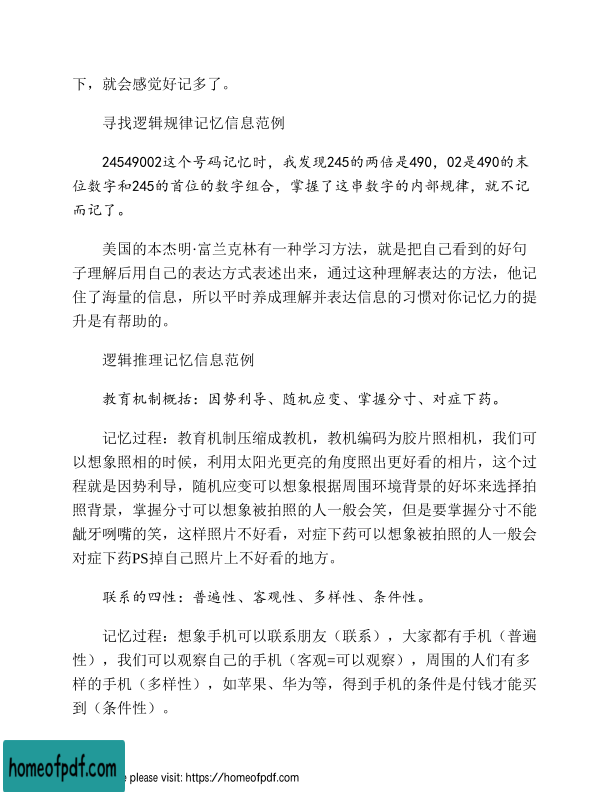 下，就会感觉好记多了。
寻找逻辑规律记忆信息范例
24549002这个号码记忆时，我发现245的两倍是490，02是490的末
位数字和245的首位的数字组合，掌握了这串数字的内部规律，就不记
而记了。
美国的本杰明·富兰克林有一种学习方法，就是把自己看到的好句
子理解后用自己的表达方式表述出来，通过这种理解表达的方法，他记
住了海量的信息，所以平时养成理解并表达信息的习惯对你记忆力的提
升是有帮助的。
逻辑推理记忆信息范例
教育机制概括：因势利导、随机应变、掌握分寸、对症下药。
记忆过程：教育机制压缩成教机，教机编码为胶片照相机，我们可
以想象照相的时候，利用太阳光更亮的角度照出更好看的相片，这个过
程就是因势利导，随机应变可以想象根据周围环境背景的好坏来选择拍
照背景，掌握分寸可以想象被拍照的人一般会笑，但是要掌握分寸不能
龇牙咧嘴的笑，这样照片不好看，对症下药可以想象被拍照的人一般会
对症下药PS掉自己照片上不好看的地方。
联系的四性：普遍性、客观性、多样性、条件性。
记忆过程：想象手机可以联系朋友（联系），大家都有手机（普遍
性），我们可以观察自己的手机（客观=可以观察），周围的人们有多
样的手机（多样性），如苹果、华为等，得到手机的条件是付钱才能买
到（条件性）。
homeofpdf.com
e please visit: https://homeofpdf.com